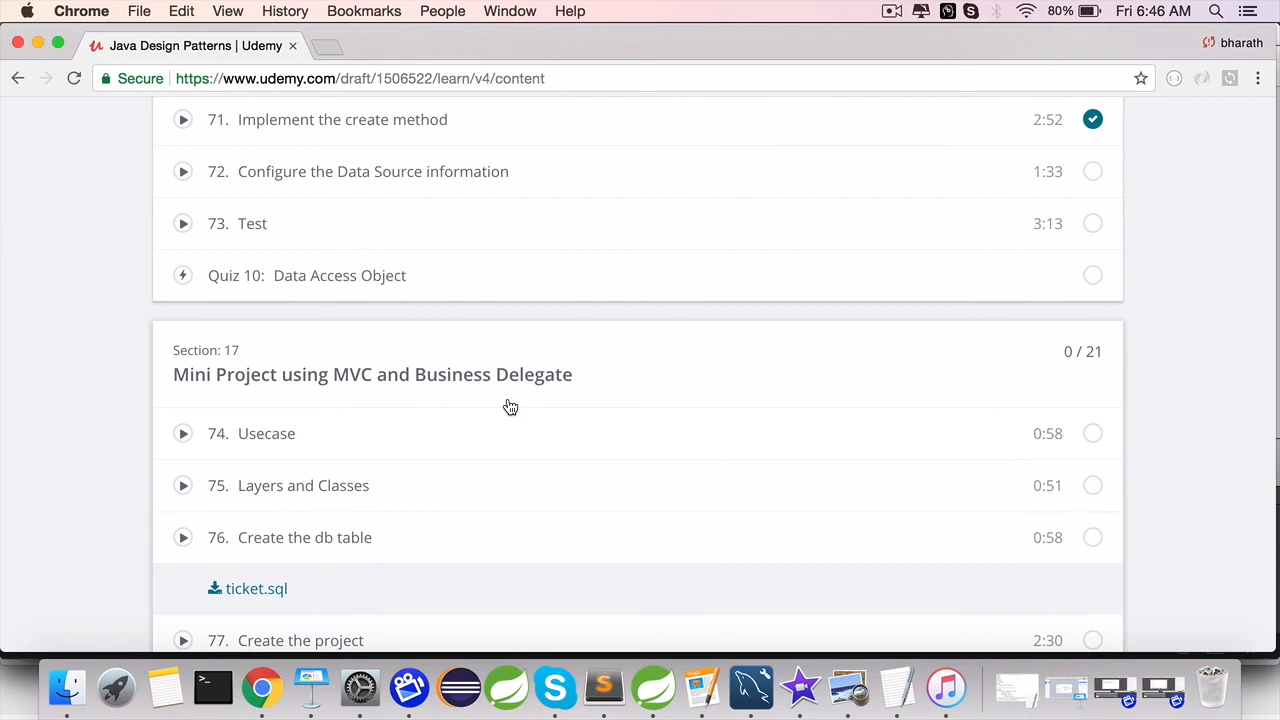 Chrome File Edit View History Bookmarks People Window Help 80% Fri 6:46 AM
Java Design Patterns | Udemy bharath
Secure https://www.udemy.com/draft/1506522/learn/v4/content
71. Implement the create method 2:52
72. Configure the Data Source information 1:33
73. Test 3:13
Quiz 10: Data Access Object
Section: 17
0 / 21
Mini Project using MVC and Business Delegate
74. Usecase 0:58
75. Layers and Classes 0:51
76. Create the db table 0:58
ticket.sql
77. Create the project 2:30